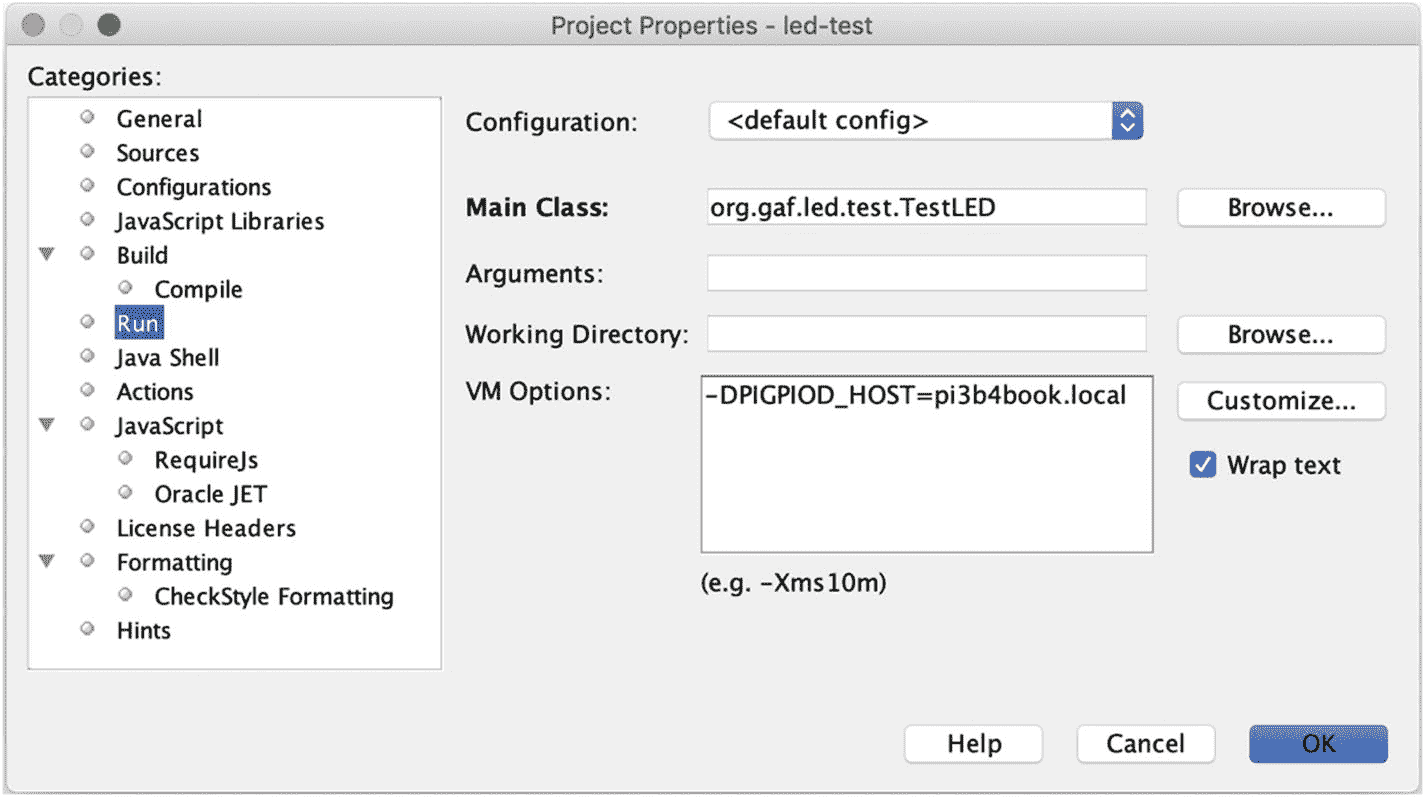 Project Properties - led-test
Categories:
General
Sources
Configurations
JavaScript Libraries
Build
Compile
Run
Java Shell
Actions
JavaScript
RequireJs
Oracle JET
License Headers
Formatting
CheckStyle Formatting
Hints
Configuration: <default config>
Main Class: org.gaf.led.test.TestLED Browse...
Arguments:
Working Directory: Browse...
VM Options: -DPIGPIOD_HOST=pi3b4book.local Customize...
Wrap text
(e.g. -Xms10m)
Help Cancel OK